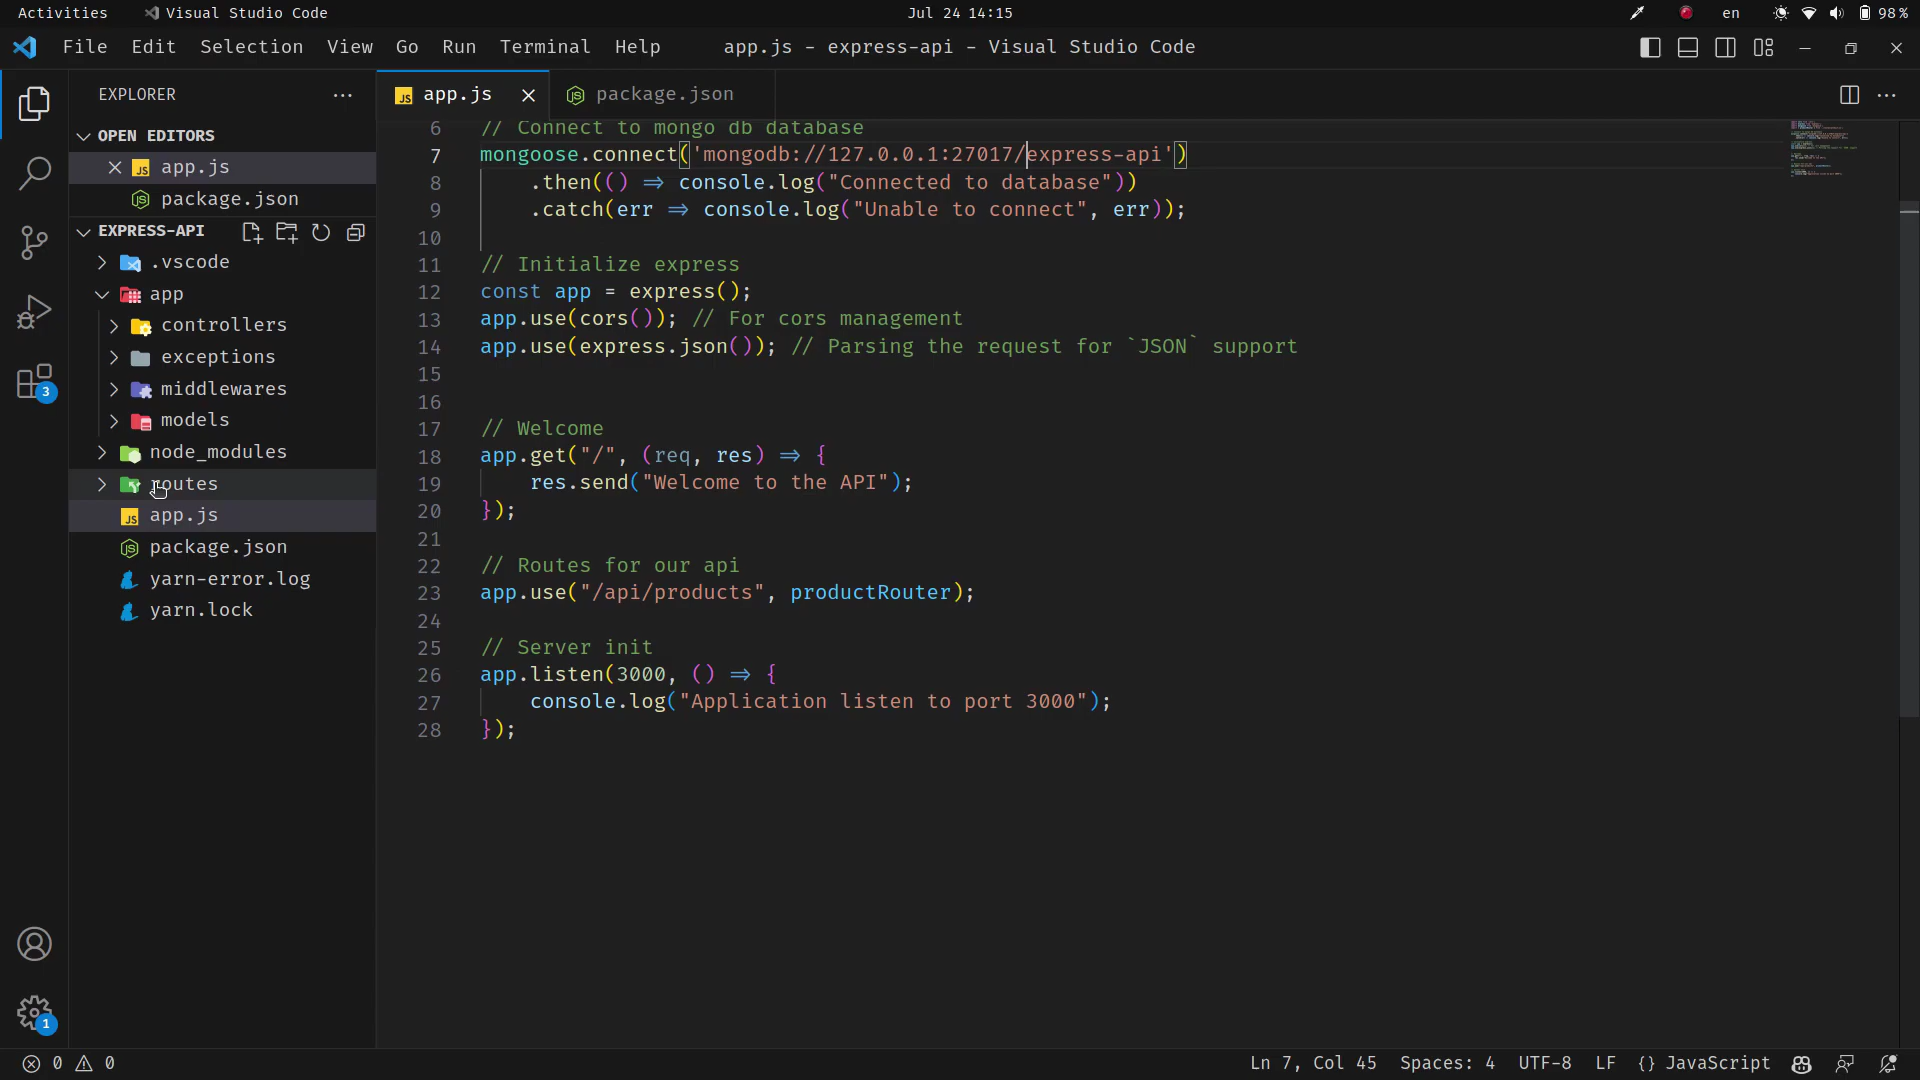 Activities Visual Studio Code Jul 24 14:15 en 98%
File Edit Selection View Go Run Terminal Help app.js - express-api - Visual Studio Code
EXPLORER
OPEN EDITORS
app.js
package.json
EXPRESS-API
.vscode
app
controllers
exceptions
middlewares
models
node_modules
routes
app.js
package.json
yarn-error.log
yarn.lock
3
1
app.js package.json
6 // Connect to mongo db database
7 mongoose.connect('mongodb://127.0.0.1:27017/express-api')
8 .then(() => console.log("Connected to database"))
9 .catch(err => console.log("Unable to connect", err));
10
11 // Initialize express
12 const app = express();
13 app.use(cors()); // For cors management
14 app.use(express.json()); // Parsing the request for `JSON` support
15
16
17 // Welcome
18 app.get("/", (req, res) => {
19 res.send("Welcome to the API");
20 });
21
22 // Routes for our api
23 app.use("/api/products", productRouter);
24
25 // Server init
26 app.listen(3000, () => {
27 console.log("Application listen to port 3000");
28 });
0 0 Ln 7, Col 45 Spaces: 4 UTF-8 LF {} JavaScript